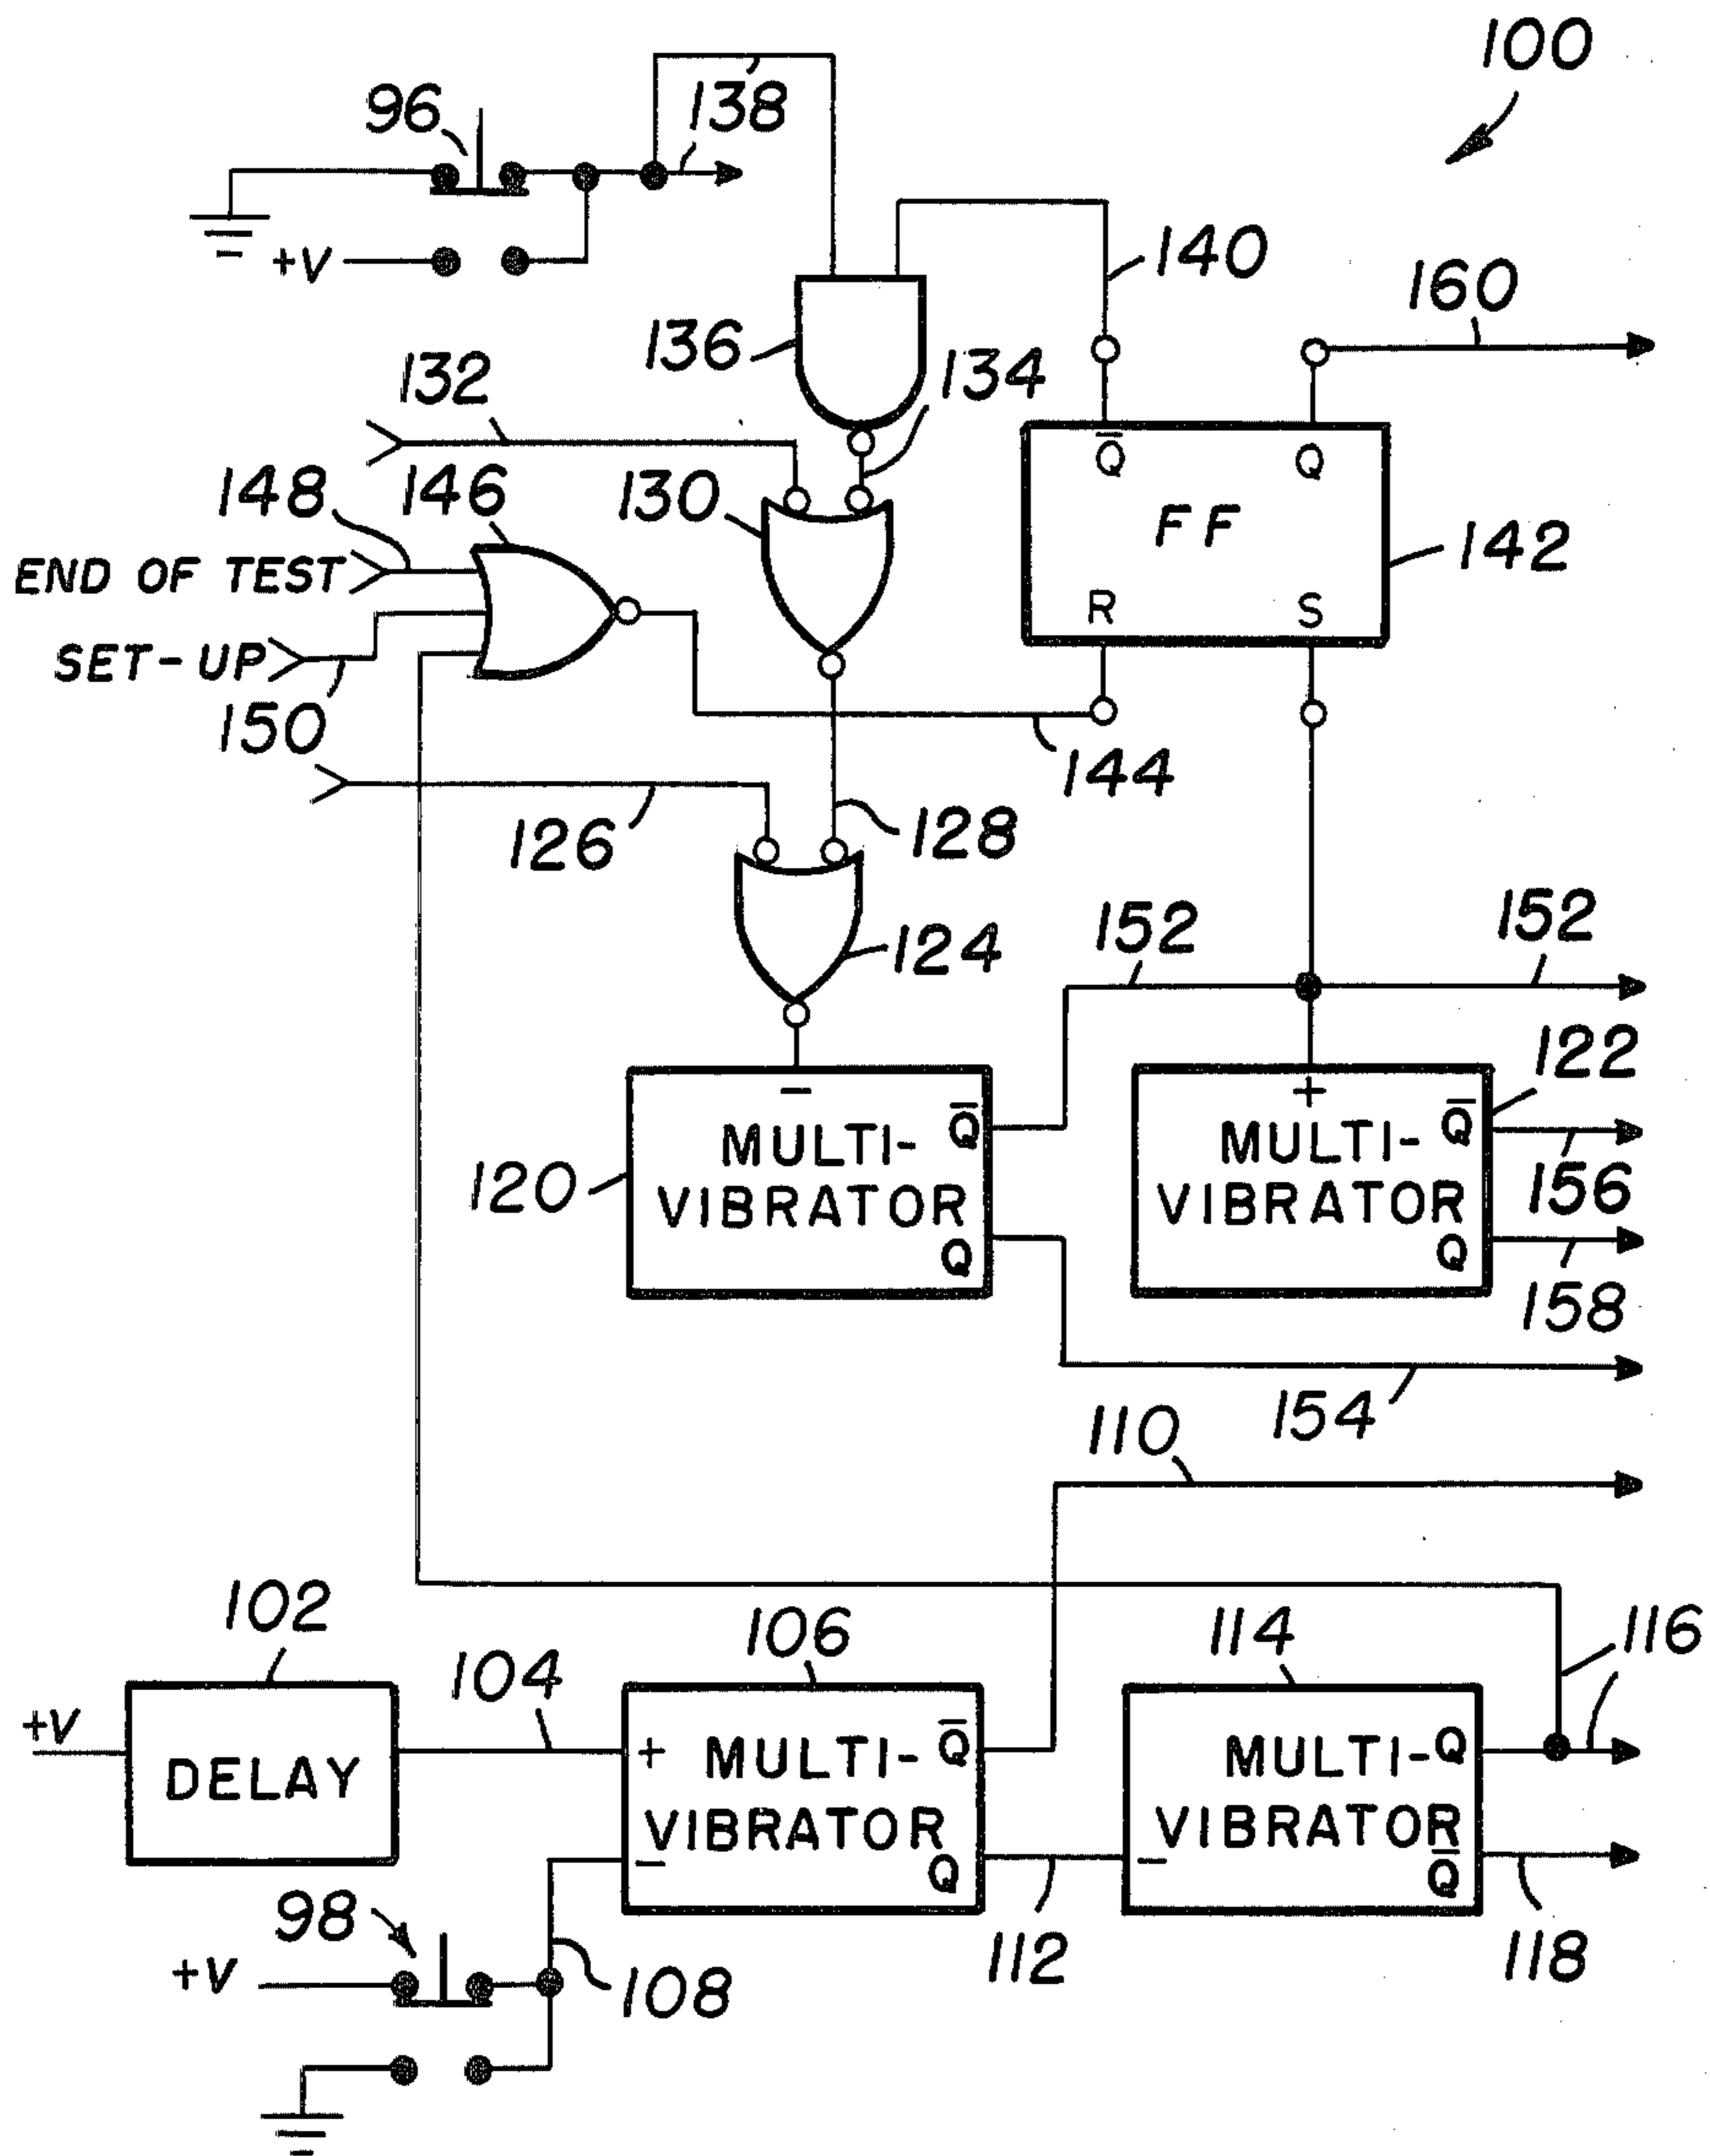 100
96
138
+V
140
160
136
132
134
148
146
130
Q̅ Q
FF
142
END OF TEST
R S
SET-UP
150
144
126
128
124
152
152
122
-
+
MULTI-
VIBRATOR
Q̅
Q
120
MULTI-
VIBRATOR
Q̅
Q
156
158
154
110
102
106
114
116
104
+V
DELAY
+
MULTI-
VIBRATOR
Q̅
-
Q
MULTI-
VIBRATOR
Q
-
Q̅
98
+V
108
112
118